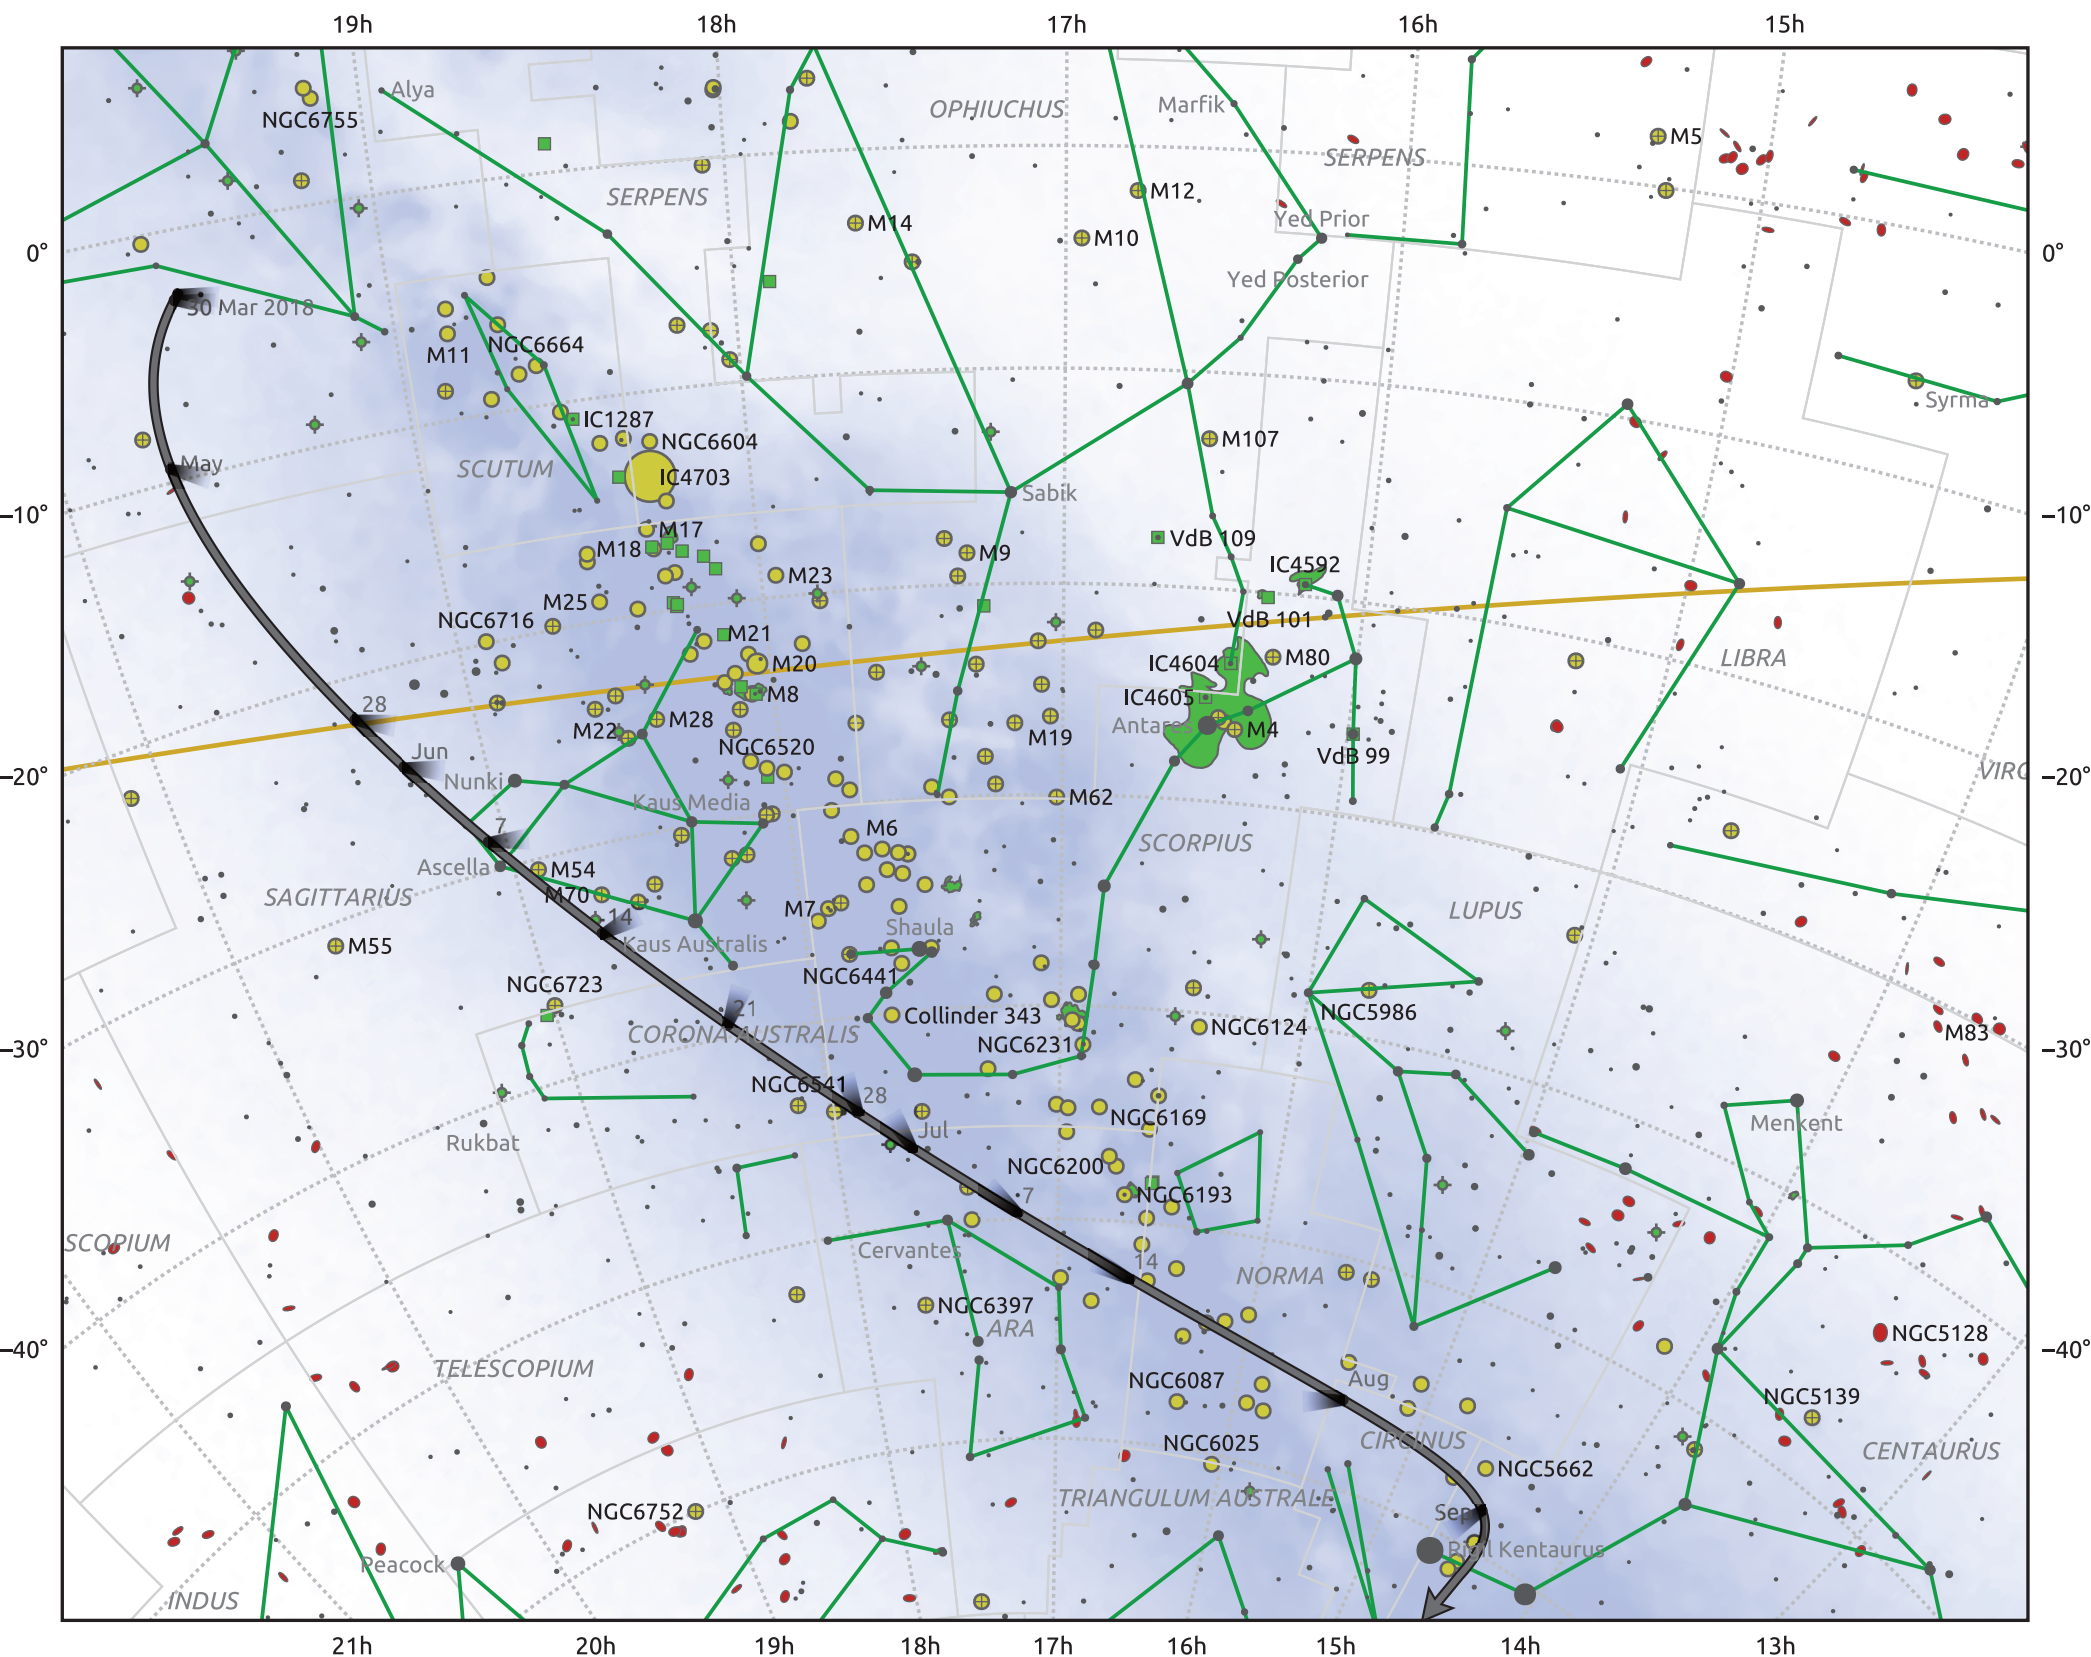 19h 18h 17h 16h 15h
Alya
NGC6755
OPHIUCHUS
Marfik
M5
SERPENS
SERPENS
M12
M14
M10
Yed Prior
0°
0°
Yed Posterior
30 Mar 2018
M11
NGC6664
Syrma
IC1287
NGC6604
M107
SCUTUM
May
IC4703
Sabik
−10°
−10°
M17
M18
VdB 109
M9
IC4592
M23
M25
NGC6716
VdB 101
M21
M20
IC4604
M80
LIBRA
M8
IC4605
28
M28
M22
Antares
M4
M19
NGC6520
Jun
VdB 99
VIRG
−20°
−20°
Nunki
Kaus Media
M62
7
M6
SCORPIUS
Ascella
M54
M70
SAGITTARIUS
M7
14
Shaula
LUPUS
M55
Kaus Australis
NGC6441
NGC6723
21
Collinder 343
NGC5986
CORONA AUSTRALIS
NGC6124
M83
NGC6231
−30°
−30°
NGC6541
28
NGC6169
Jul
Menkent
Rukbat
NGC6200
7
NGC6193
SCOPIUM
Cervantes
14
NORMA
NGC6397
ARA
NGC5128
−40°
−40°
TELESCOPIUM
NGC6087
Aug
NGC5139
NGC6025
CIRCINUS
CENTAURUS
NGC5662
TRIANGULUM AUSTRALE
NGC6752
Sep
Peacock
Rigil Kentaurus
INDUS
21h 20h 19h 18h 17h 16h 15h 14h 13h